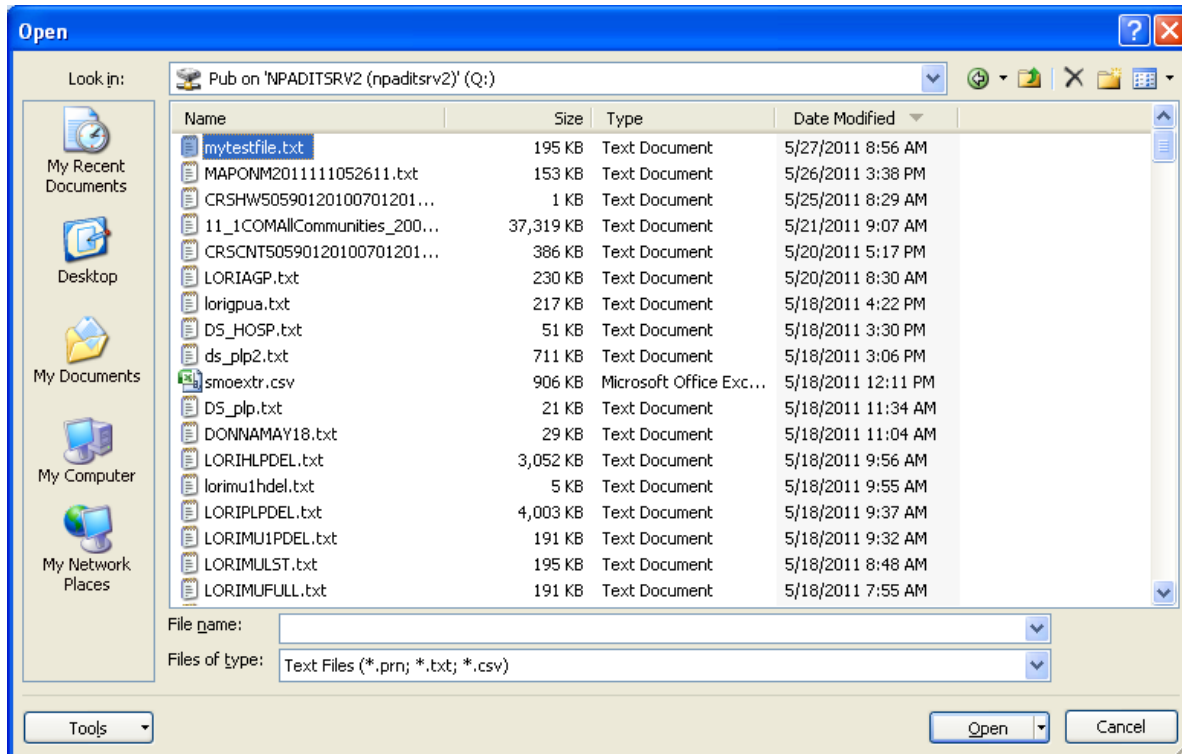 Open
Look in: Pub on 'NPADITSRV2 (npaditsrv2)' (Q:)
My Recent
Documents
Desktop
My Documents
My Computer
My Network
Places
Name Size Type Date Modified
mytestfile.txt 195 KB Text Document 5/27/2011 8:56 AM
MAPONM2011111052611.txt 153 KB Text Document 5/26/2011 3:38 PM
CRSHW50590120100701201... 1 KB Text Document 5/25/2011 8:29 AM
11_1COMAllCommunities_200... 37,319 KB Text Document 5/21/2011 9:07 AM
CRSCNT50590120100701201... 386 KB Text Document 5/20/2011 5:17 PM
LORIAGP.txt 230 KB Text Document 5/20/2011 8:30 AM
lorigpua.txt 217 KB Text Document 5/18/2011 4:22 PM
DS_HOSP.txt 51 KB Text Document 5/18/2011 3:30 PM
ds_plp2.txt 711 KB Text Document 5/18/2011 3:06 PM
smoextr.csv 906 KB Microsoft Office Exc... 5/18/2011 12:11 PM
DS_plp.txt 21 KB Text Document 5/18/2011 11:34 AM
DONNAMAY18.txt 29 KB Text Document 5/18/2011 11:04 AM
LORIHLPDEL.txt 3,052 KB Text Document 5/18/2011 9:56 AM
lorimu1hdel.txt 5 KB Text Document 5/18/2011 9:55 AM
LORIPLPDEL.txt 4,003 KB Text Document 5/18/2011 9:37 AM
LORIMU1PDEL.txt 191 KB Text Document 5/18/2011 9:32 AM
LORIMULST.txt 195 KB Text Document 5/18/2011 8:48 AM
LORIMUFULL.txt 191 KB Text Document 5/18/2011 7:55 AM
File name:
Files of type: Text Files (*.prn; *.txt; *.csv)
Tools Open Cancel